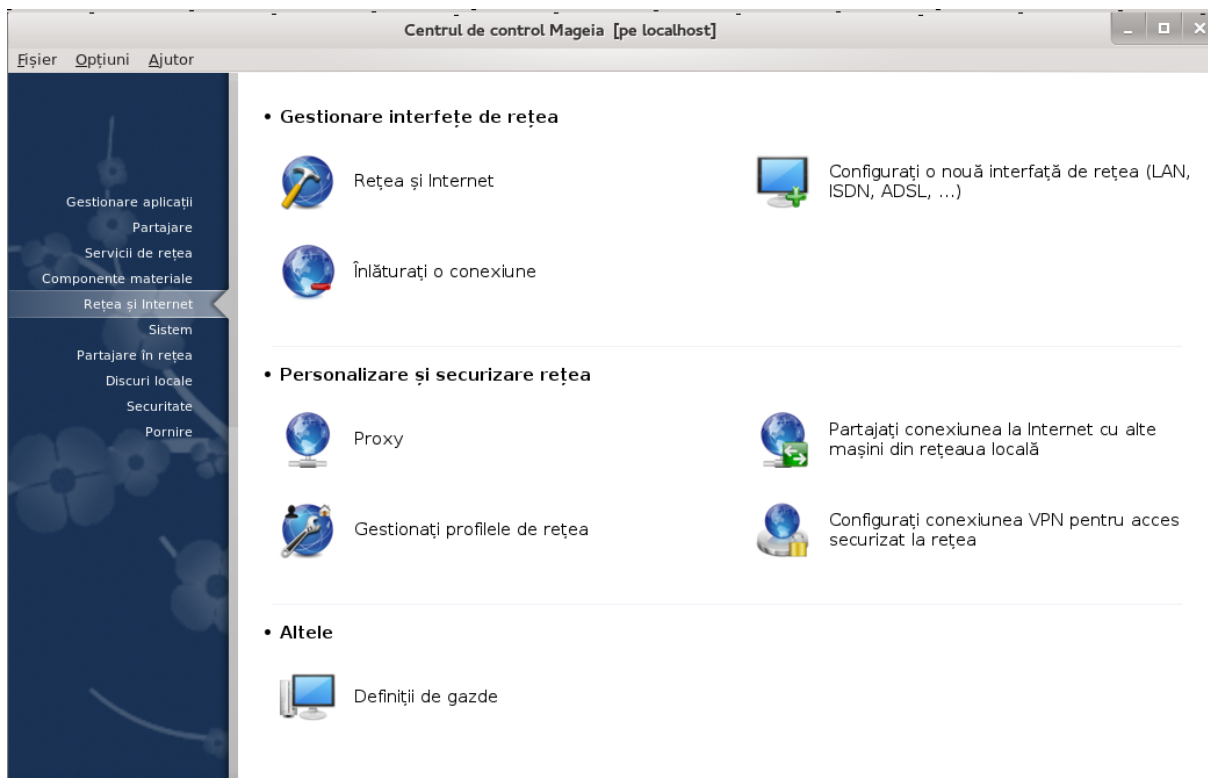 Centrul de control Mageia [pe localhost]
Fișier Opțiuni Ajutor
Gestionare aplicații
Partajare
Servicii de rețea
Componente materiale
Rețea și Internet
Sistem
Partajare în rețea
Discuri locale
Securitate
Pornire
• Gestionare interfețe de rețea
Rețea și Internet
Configurați o nouă interfață de rețea (LAN,
ISDN, ADSL, ...)
Înlăturați o conexiune
• Personalizare și securizare rețea
Proxy
Partajați conexiunea la Internet cu alte
mașini din rețeaua locală
Gestionați profilele de rețea
Configurați conexiunea VPN pentru acces
securizat la rețea
• Altele
Definiții de gazde